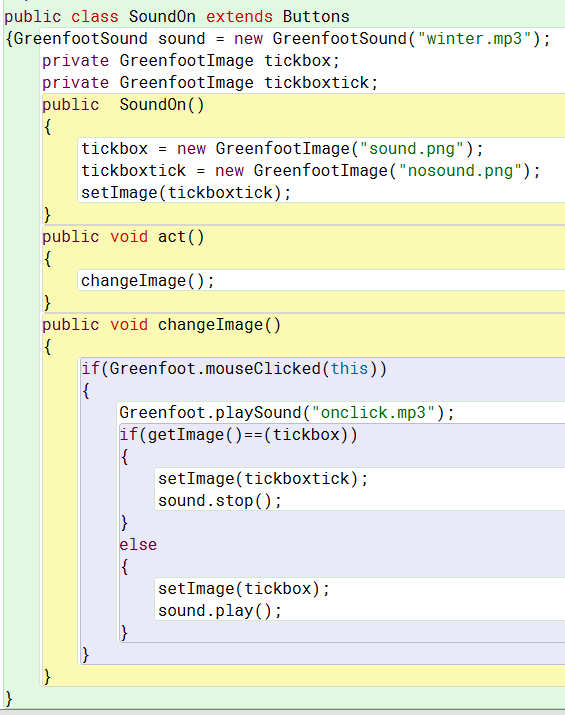 public class SoundOn extends Buttons
{GreenfootSound sound = new GreenfootSound("winter.mp3");
private GreenfootImage tickbox;
private GreenfootImage tickboxtick;
public  SoundOn()
{
tickbox = new GreenfootImage("sound.png");
tickboxtick = new GreenfootImage("nosound.png");
setImage(tickboxtick);
}
public void act()
{
changeImage();
}
public void changeImage()
{
if(Greenfoot.mouseClicked(this))
{
Greenfoot.playSound("onclick.mp3");
if(getImage()==(tickbox))
{
setImage(tickboxtick);
sound.stop();
}
else
{
setImage(tickbox);
sound.play();
}
}
}
}